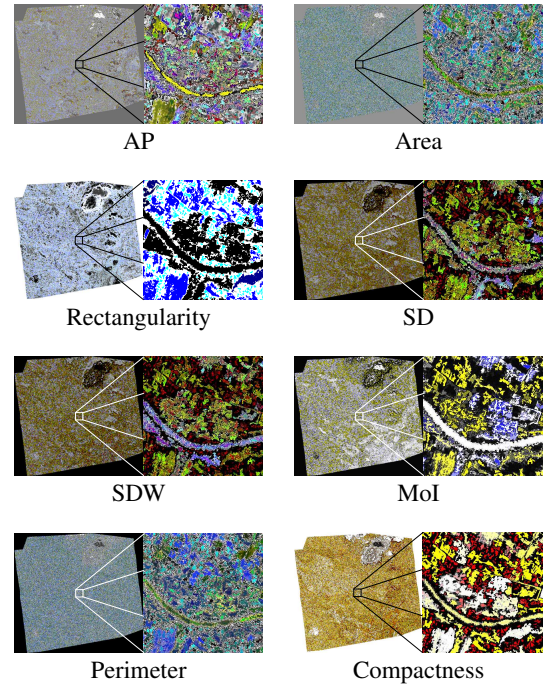 AP
Area
Rectangularity
SD
SDW
MoI
Perimeter
Compactness